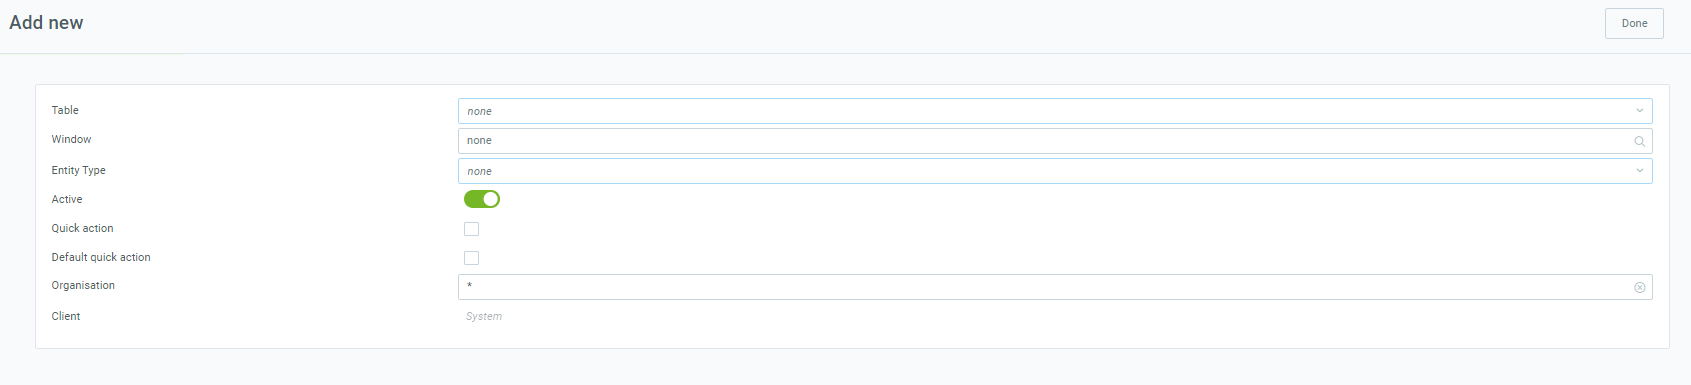 Add new
Done
Table
none
Window
none
Entity Type
none
Active
Quick action
Default quick action
Organisation
*
Client
System